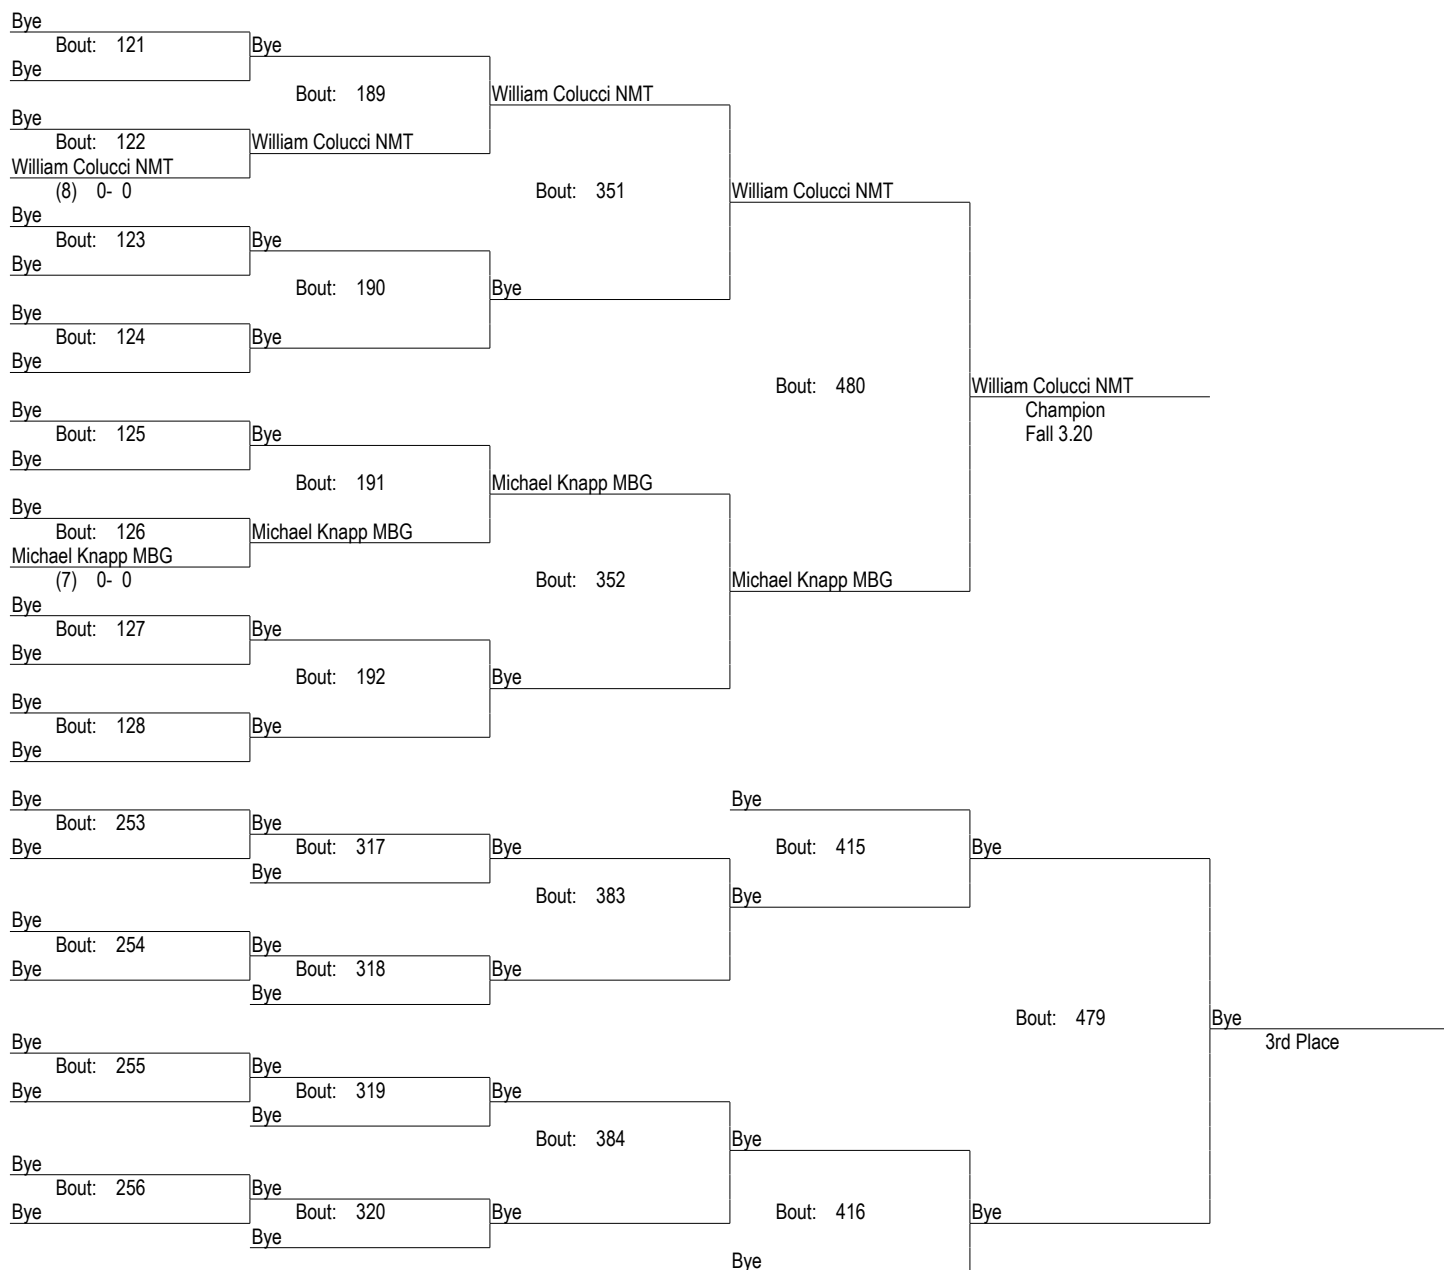 Bye
Bout: 121 Bye
Bye
Bout: 189 William Colucci NMT
Bye
Bout: 122 William Colucci NMT
William Colucci NMT
(8) 0- 0 Bout: 351 William Colucci NMT
Bye
Bout: 123 Bye
Bye
Bout: 190 Bye
Bye
Bout: 124 Bye
Bye
Bout: 480 William Colucci NMT
Bye Champion
Bout: 125 Bye Fall 3.20
Bye
Bout: 191 Michael Knapp MBG
Bye
Bout: 126 Michael Knapp MBG
Michael Knapp MBG
(7) 0- 0 Bout: 352 Michael Knapp MBG
Bye
Bout: 127 Bye
Bye
Bout: 192 Bye
Bye
Bout: 128 Bye
Bye
Bye Bye
Bout: 253 Bye
Bye Bout: 317 Bye Bout: 415 Bye
Bye
Bout: 383 Bye
Bye
Bout: 254 Bye
Bye Bout: 318 Bye
Bye
Bout: 479 Bye
Bye 3rd Place
Bout: 255 Bye
Bye Bout: 319 Bye
Bye
Bout: 384 Bye
Bye
Bout: 256 Bye
Bye Bout: 320 Bye Bout: 416 Bye
Bye
Bye